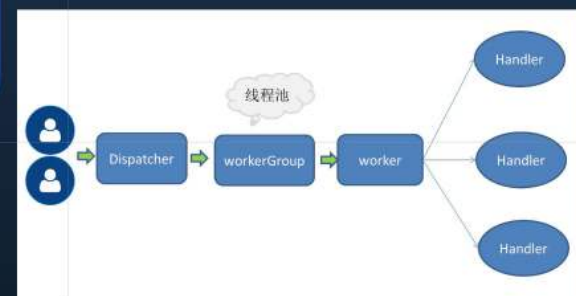 线程池
Handler
Dispatcher
workerGroup
worker
Handler
Handler